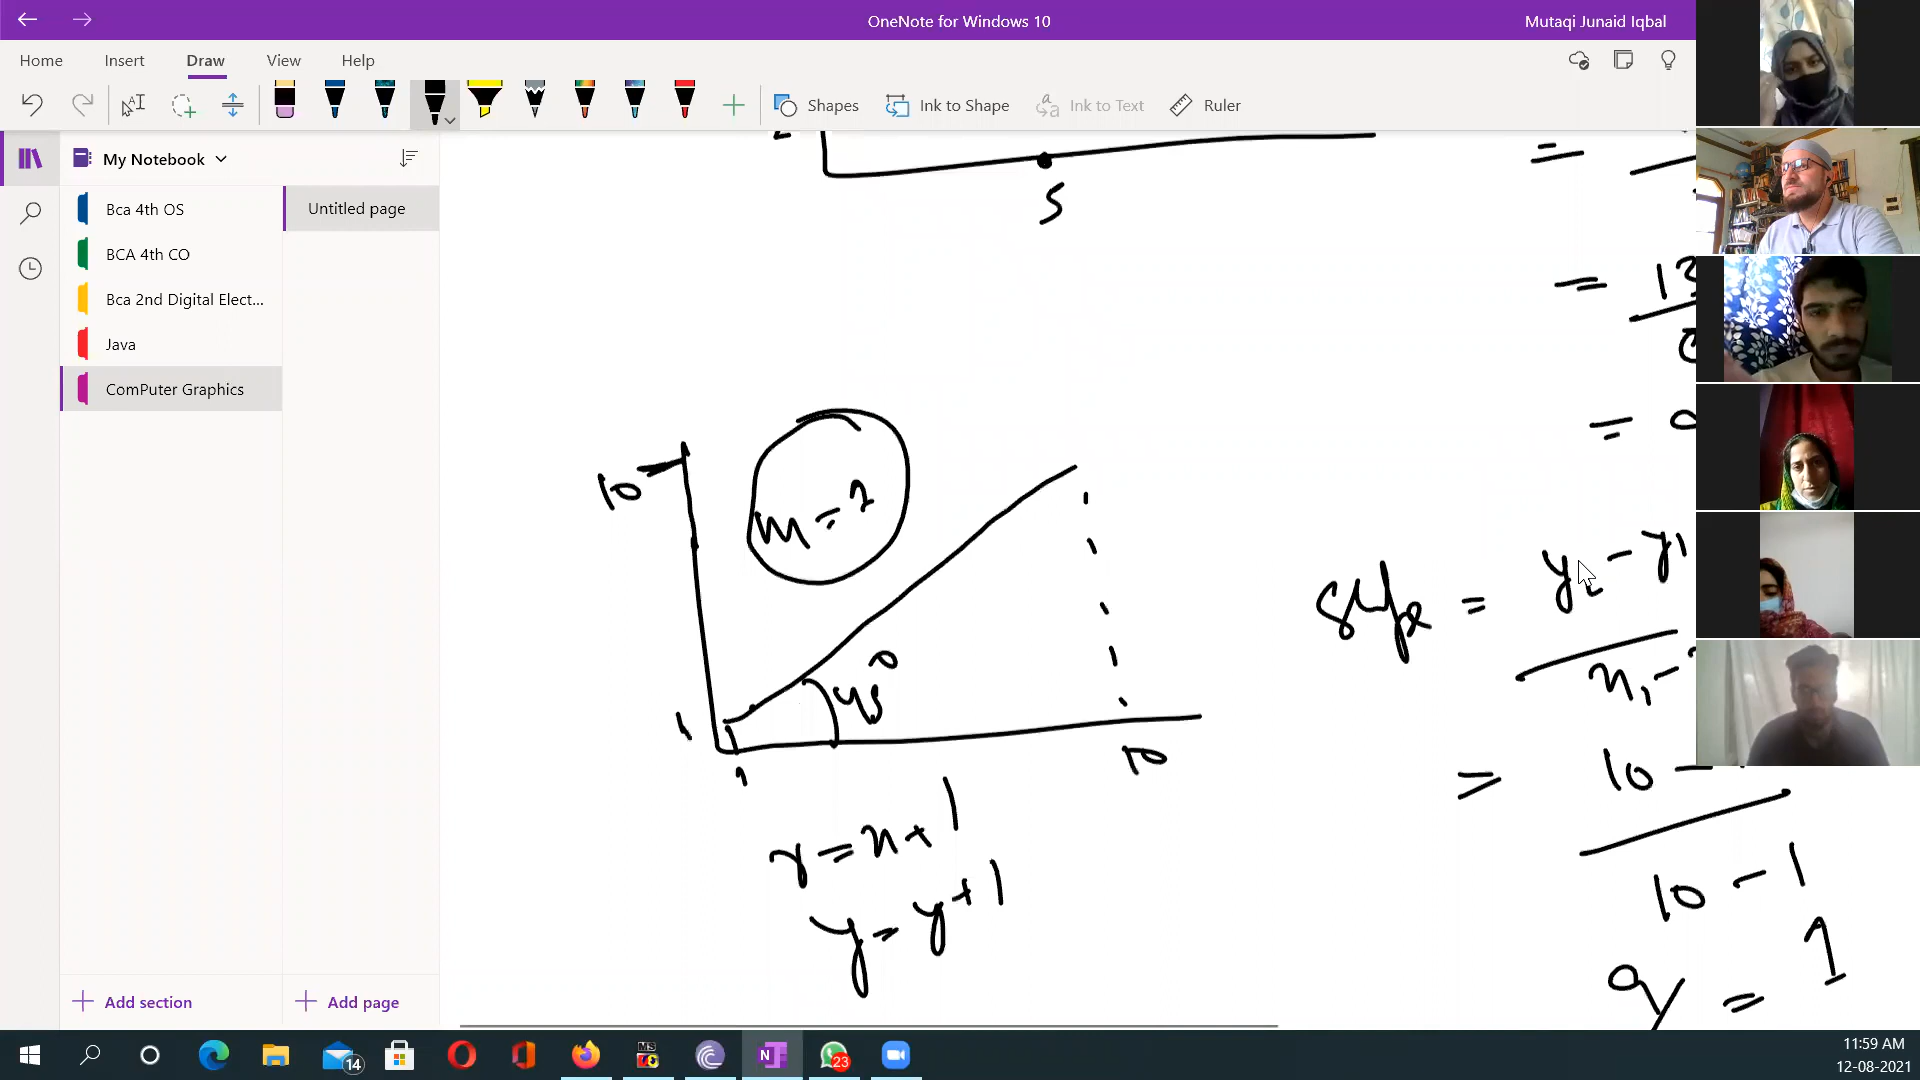 OneNote for Windows 10
Mutaqi Junaid Iqbal
Home Insert Draw View Help
Shapes Ink to Shape Ink to Text Ruler
My Notebook
Bca 4th OS
BCA 4th CO
Bca 2nd Digital Elect...
Java
ComPuter Graphics
Untitled page
S
=
=
=
10
m = ?
45°
1
1
10
x = x + 1
y = y + 1
slope = y2 - y1
x1 -
= 10 -
10 - 1
= 1
Add section
Add page
14
23
11:59 AM
12-08-2021